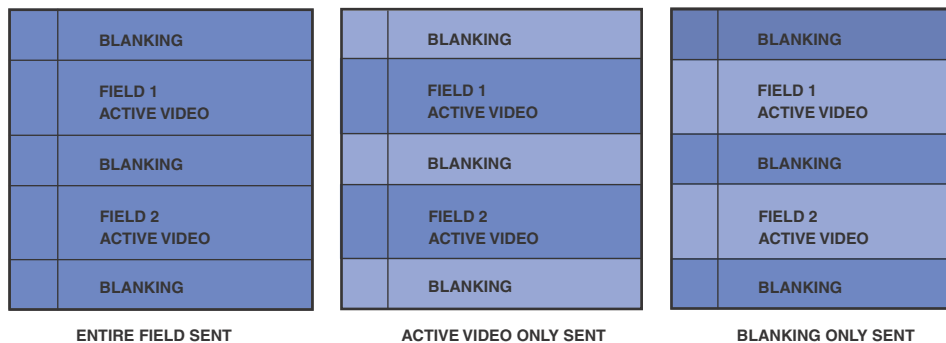 BLANKING
FIELD 1
ACTIVE VIDEO
BLANKING
FIELD 2
ACTIVE VIDEO
BLANKING
ENTIRE FIELD SENT
BLANKING
FIELD 1
ACTIVE VIDEO
BLANKING
FIELD 2
ACTIVE VIDEO
BLANKING
ACTIVE VIDEO ONLY SENT
BLANKING
FIELD 1
ACTIVE VIDEO
BLANKING
FIELD 2
ACTIVE VIDEO
BLANKING
BLANKING ONLY SENT